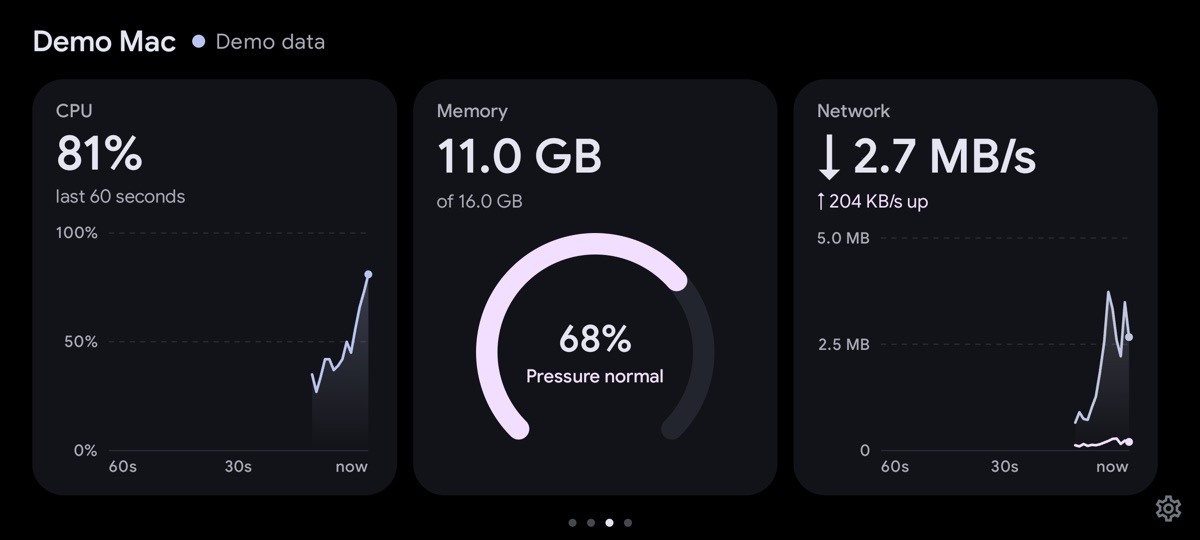 Demo Mac
Demo data
CPU
81%
last 60 seconds
100%
50%
0%
60s 30s now
Memory
11.0 GB
of 16.0 GB
68%
Pressure normal
Network
↓ 2.7 MB/s
↑ 204 KB/s up
5.0 MB
2.5 MB
0
60s 30s now